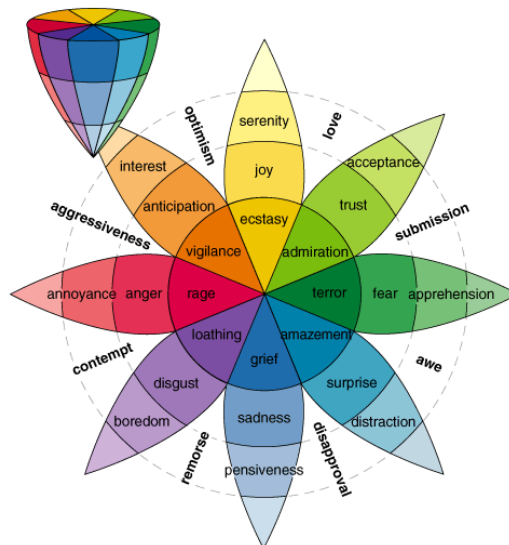 optimism
serenity
love
interest
joy
acceptance
anticipation
trust
aggressiveness
ecstasy
submission
vigilance
admiration
annoyance
anger
rage
terror
fear
apprehension
loathing
amazement
grief
contempt
awe
disgust
surprise
boredom
sadness
distraction
remorse
pensiveness
disapproval